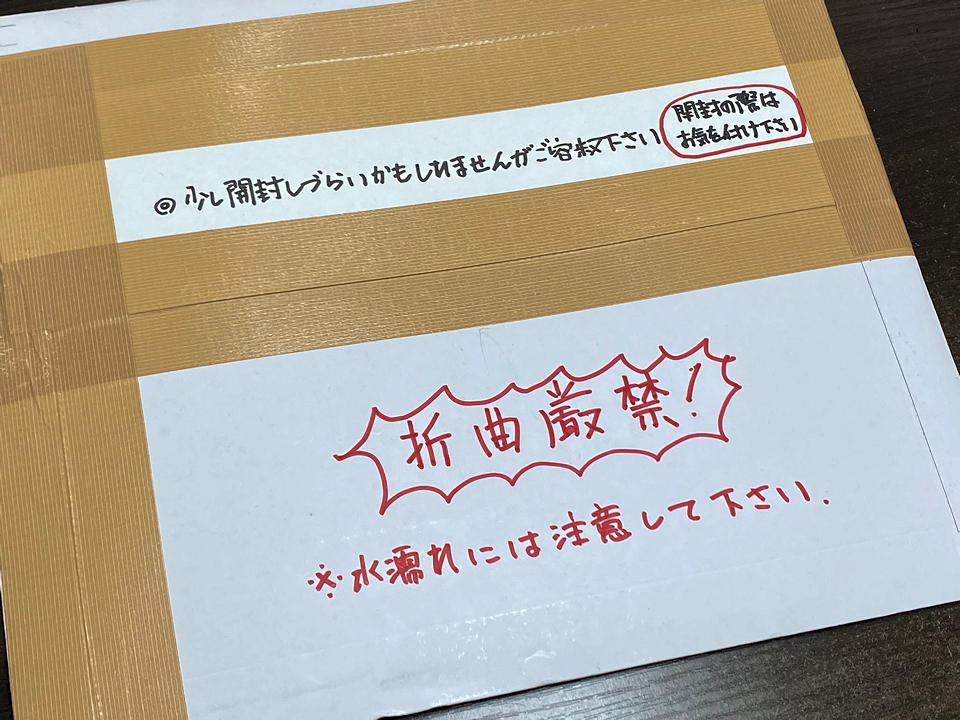 ◎少し開封しづらいかもしれませんがご容赦下さい
開封の際は
お気を付け下さい
折曲厳禁!
※水濡れには注意して下さい.